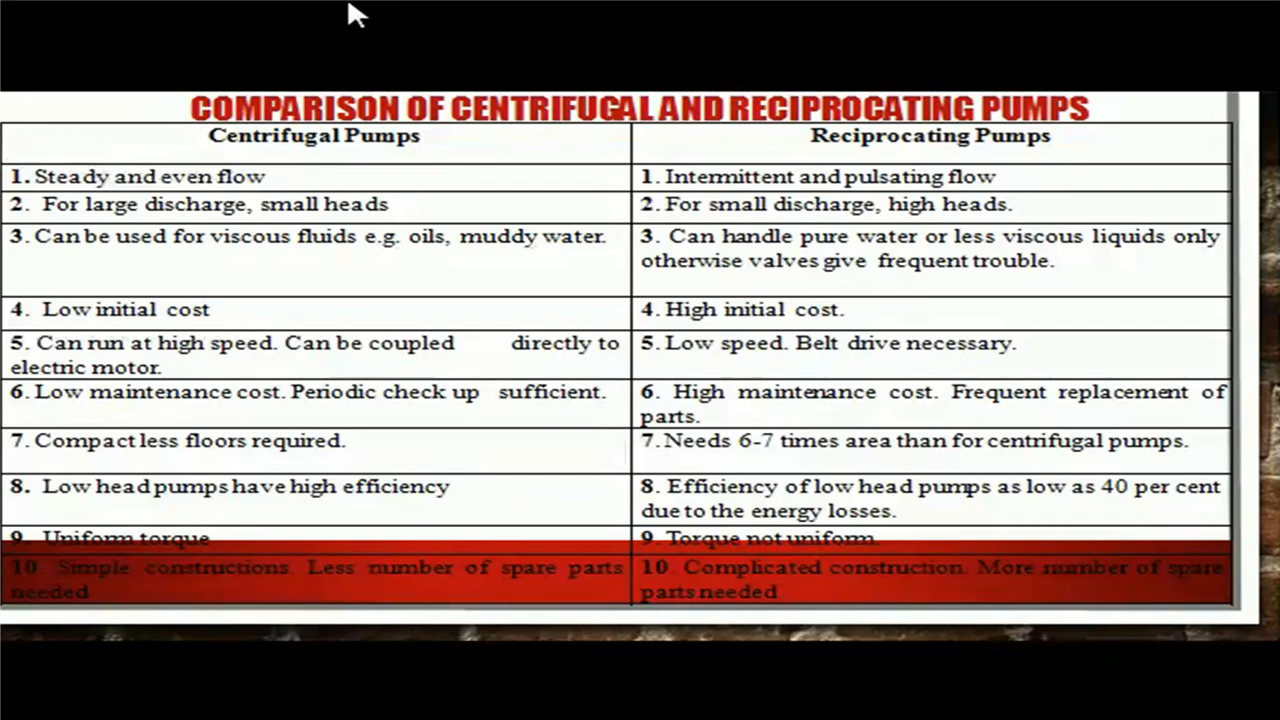 COMPARISON OF CENTRIFUGAL AND RECIPROCATING PUMPS
Centrifugal Pumps
Reciprocating Pumps
1. Steady and even flow
1. Intermittent and pulsating flow
2. For large discharge, small heads
2. For small discharge, high heads.
3. Can be used for viscous fluids e.g. oils, muddy water.
3. Can handle pure water or less viscous liquids only
otherwise valves give frequent trouble.
4. Low initial cost
4. High initial cost.
5. Can run at high speed. Can be coupled directly to
electric motor.
5. Low speed. Belt drive necessary.
6. Low maintenance cost. Periodic check up sufficient.
6. High maintenance cost. Frequent replacement of
parts.
7. Compact less floors required.
7. Needs 6-7 times area than for centrifugal pumps.
8. Low head pumps have high efficiency
8. Efficiency of low head pumps as low as 40 per cent
due to the energy losses.
9. Uniform torque
9. Torque not uniform.
10. Simple constructions. Less number of spare parts
needed
10. Complicated construction. More number of spare
parts needed